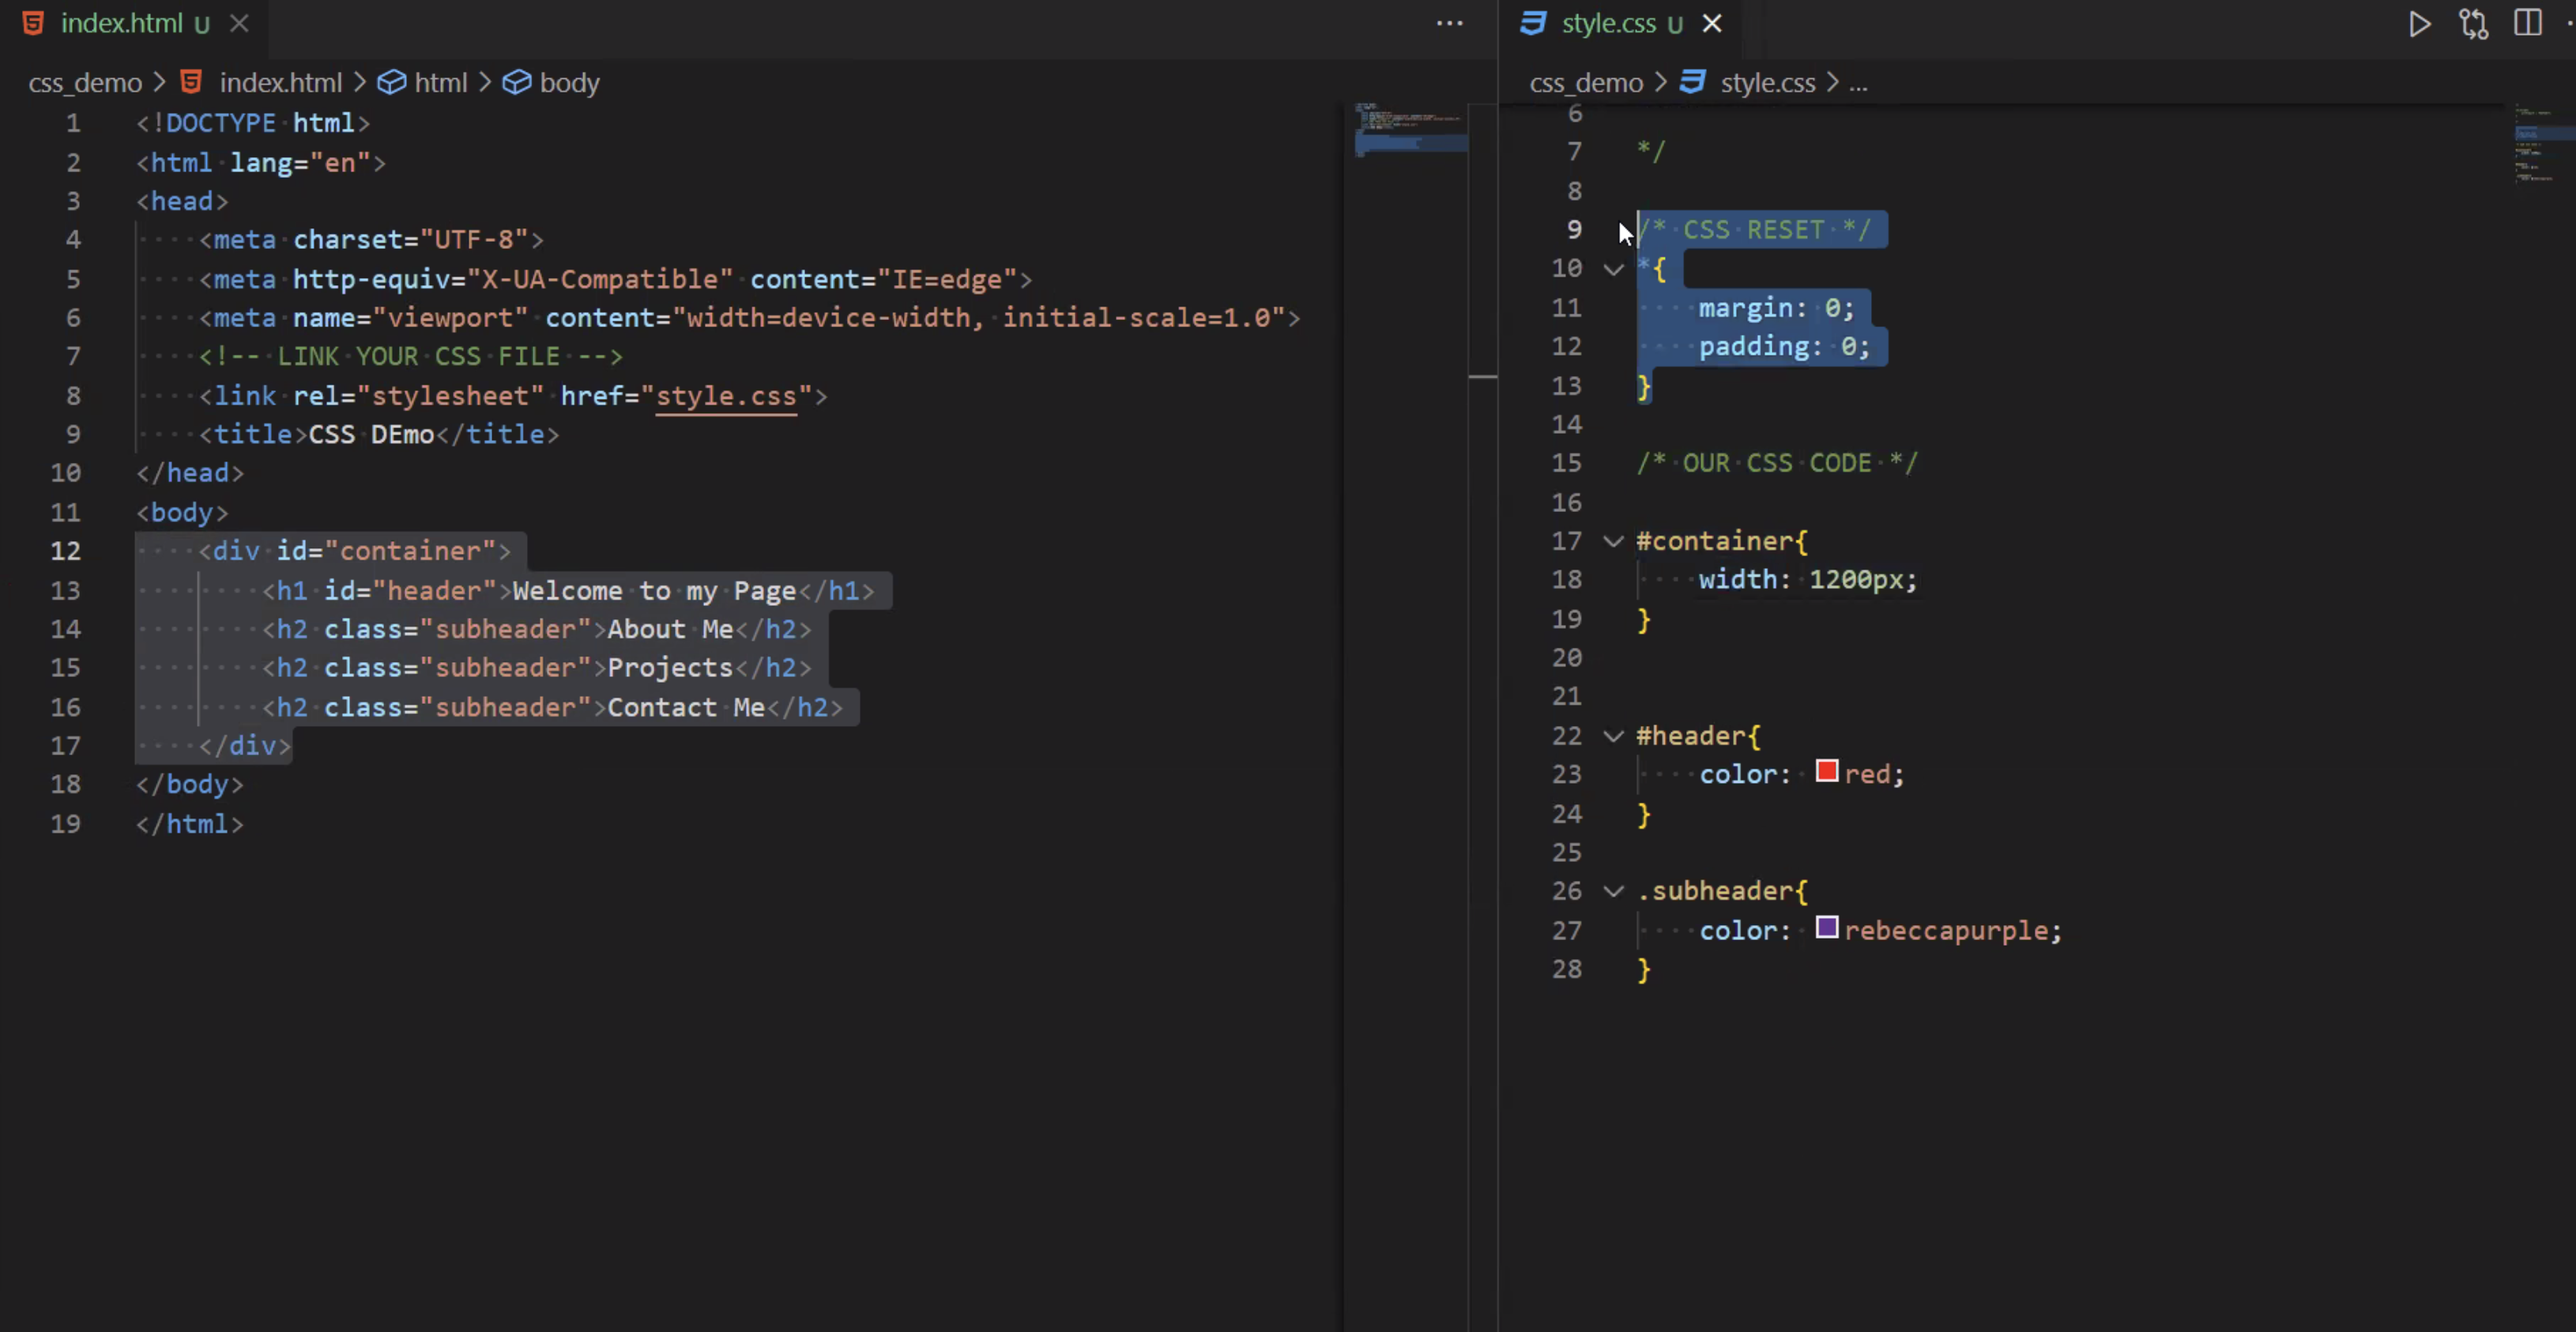 index.html U
css_demo > index.html > html > body
1 <!DOCTYPE html>
2 <html lang="en">
3 <head>
4 <meta charset="UTF-8">
5 <meta http-equiv="X-UA-Compatible" content="IE=edge">
6 <meta name="viewport" content="width=device-width, initial-scale=1.0">
7 <!-- LINK YOUR CSS FILE -->
8 <link rel="stylesheet" href="style.css">
9 <title>CSS DEmo</title>
10 </head>
11 <body>
12 <div id="container">
13 <h1 id="header">Welcome to my Page</h1>
14 <h2 class="subheader">About Me</h2>
15 <h2 class="subheader">Projects</h2>
16 <h2 class="subheader">Contact Me</h2>
17 </div>
18 </body>
19 </html>
style.css U
css_demo > style.css > ...
6
7 */
8
9 /* CSS RESET */
10 *{
11 margin: 0;
12 padding: 0;
13 }
14
15 /* OUR CSS CODE */
16
17 #container{
18 width: 1200px;
19 }
20
21
22 #header{
23 color: red;
24 }
25
26 .subheader{
27 color: rebeccapurple;
28 }